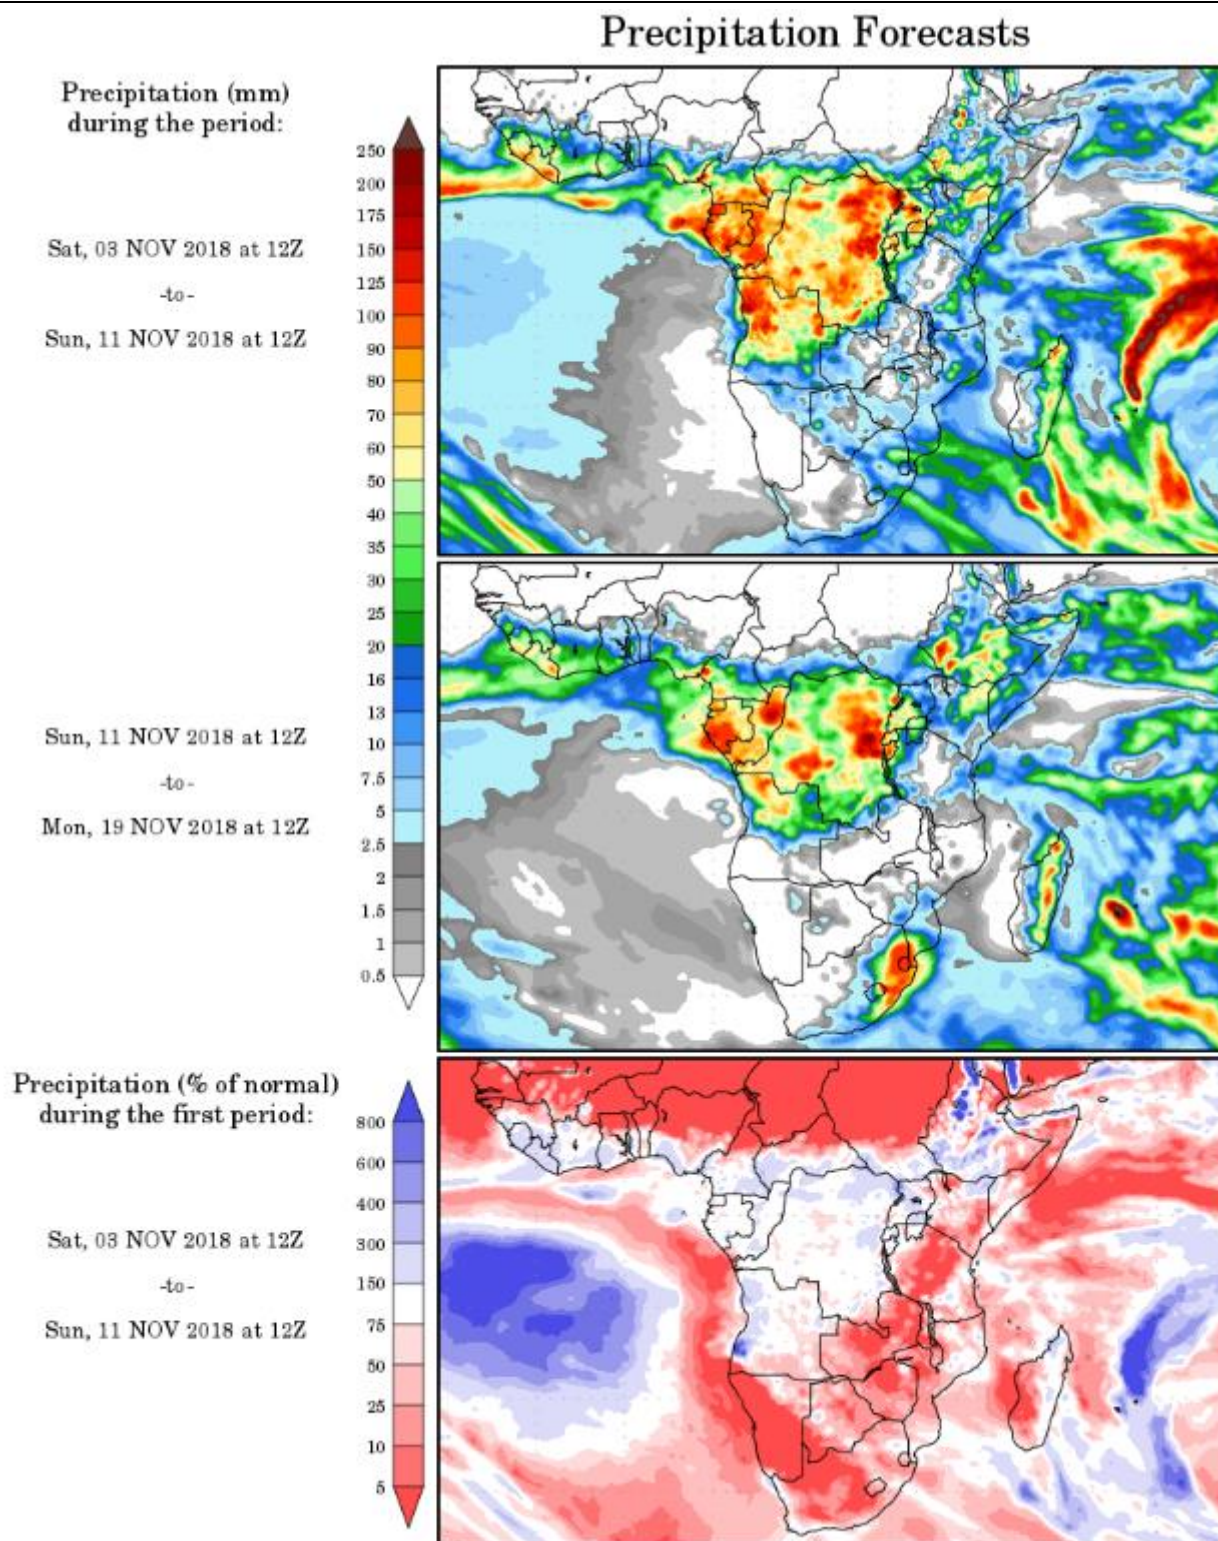 Precipitation Forecasts
Precipitation (mm)
during the period:
Sat, 03 NOV 2018 at 12Z
-to-
Sun, 11 NOV 2018 at 12Z
250
200
175
150
125
100
90
80
70
60
50
40
35
30
25
20
16
13
10
7.5
5
2.5
2
1.5
1
0.5
Sun, 11 NOV 2018 at 12Z
-to-
Mon, 19 NOV 2018 at 12Z
Precipitation (% of normal)
during the first period:
Sat, 03 NOV 2018 at 12Z
-to-
Sun, 11 NOV 2018 at 12Z
800
600
400
300
150
75
50
25
10
5